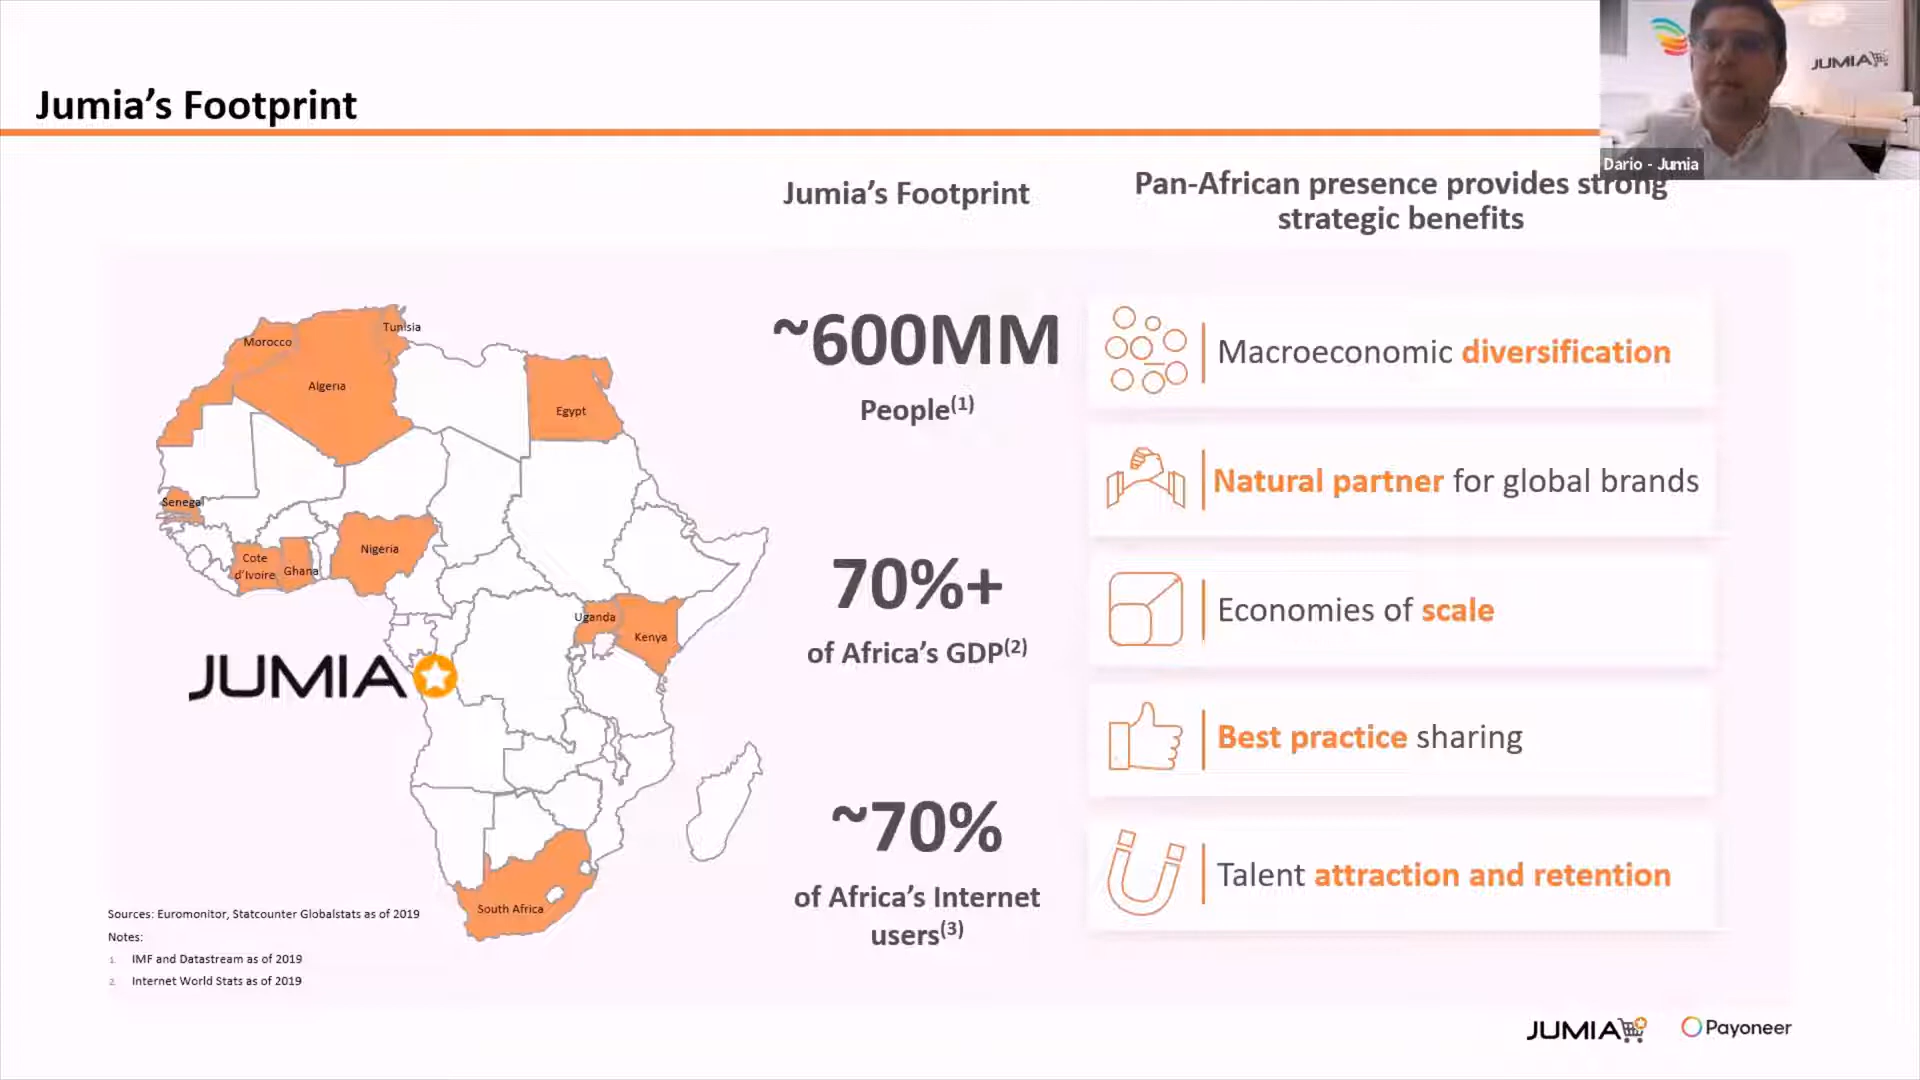 Jumia's Footprint
JUMIA
Dario - Jumia
Jumia's Footprint
Pan-African presence provides strong
strategic benefits
Tunisia
Morocco
Algeria
Egypt
Senegal
Nigeria
Cote
d'Ivoire
Ghana
Uganda
Kenya
South Africa
JUMIA
~600MM
People(1)
70%+
of Africa's GDP(2)
~70%
of Africa's Internet
users(3)
Macroeconomic diversification
Natural partner for global brands
Economies of scale
Best practice sharing
Talent attraction and retention
Sources: Euromonitor, Statcounter Globalstats as of 2019
Notes:
1. IMF and Datastream as of 2019
2. Internet World Stats as of 2019
JUMIA
Payoneer